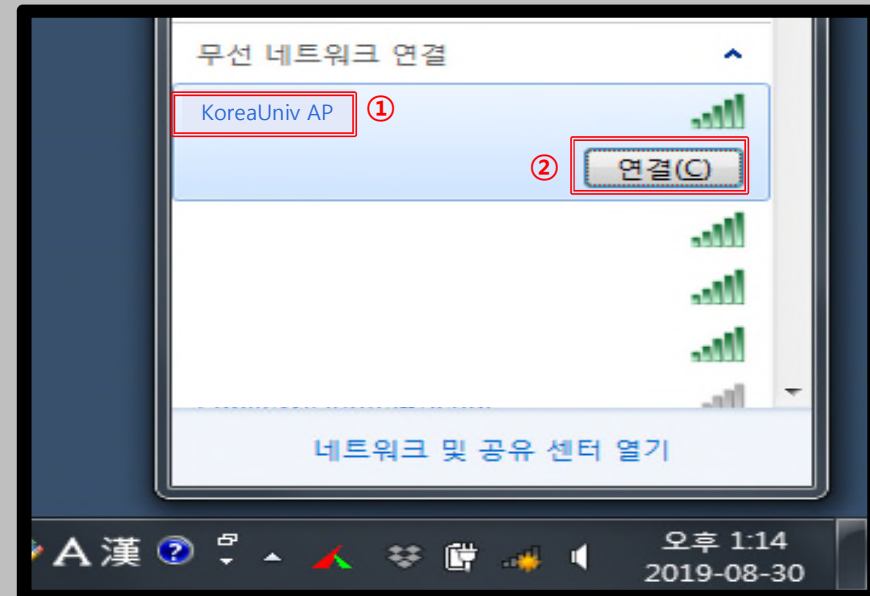 무선 네트워크 연결
KoreaUniv AP ①
② 연결(C)
네트워크 및 공유 센터 열기
A 漢 ?
오후 1:14
2019-08-30